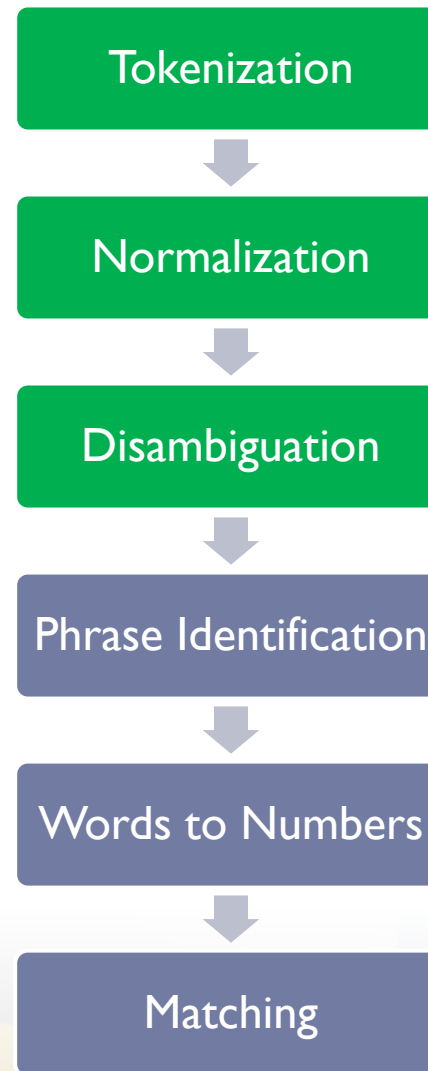 Tokenization
Normalization
Disambiguation
Phrase Identification
Words to Numbers
Matching